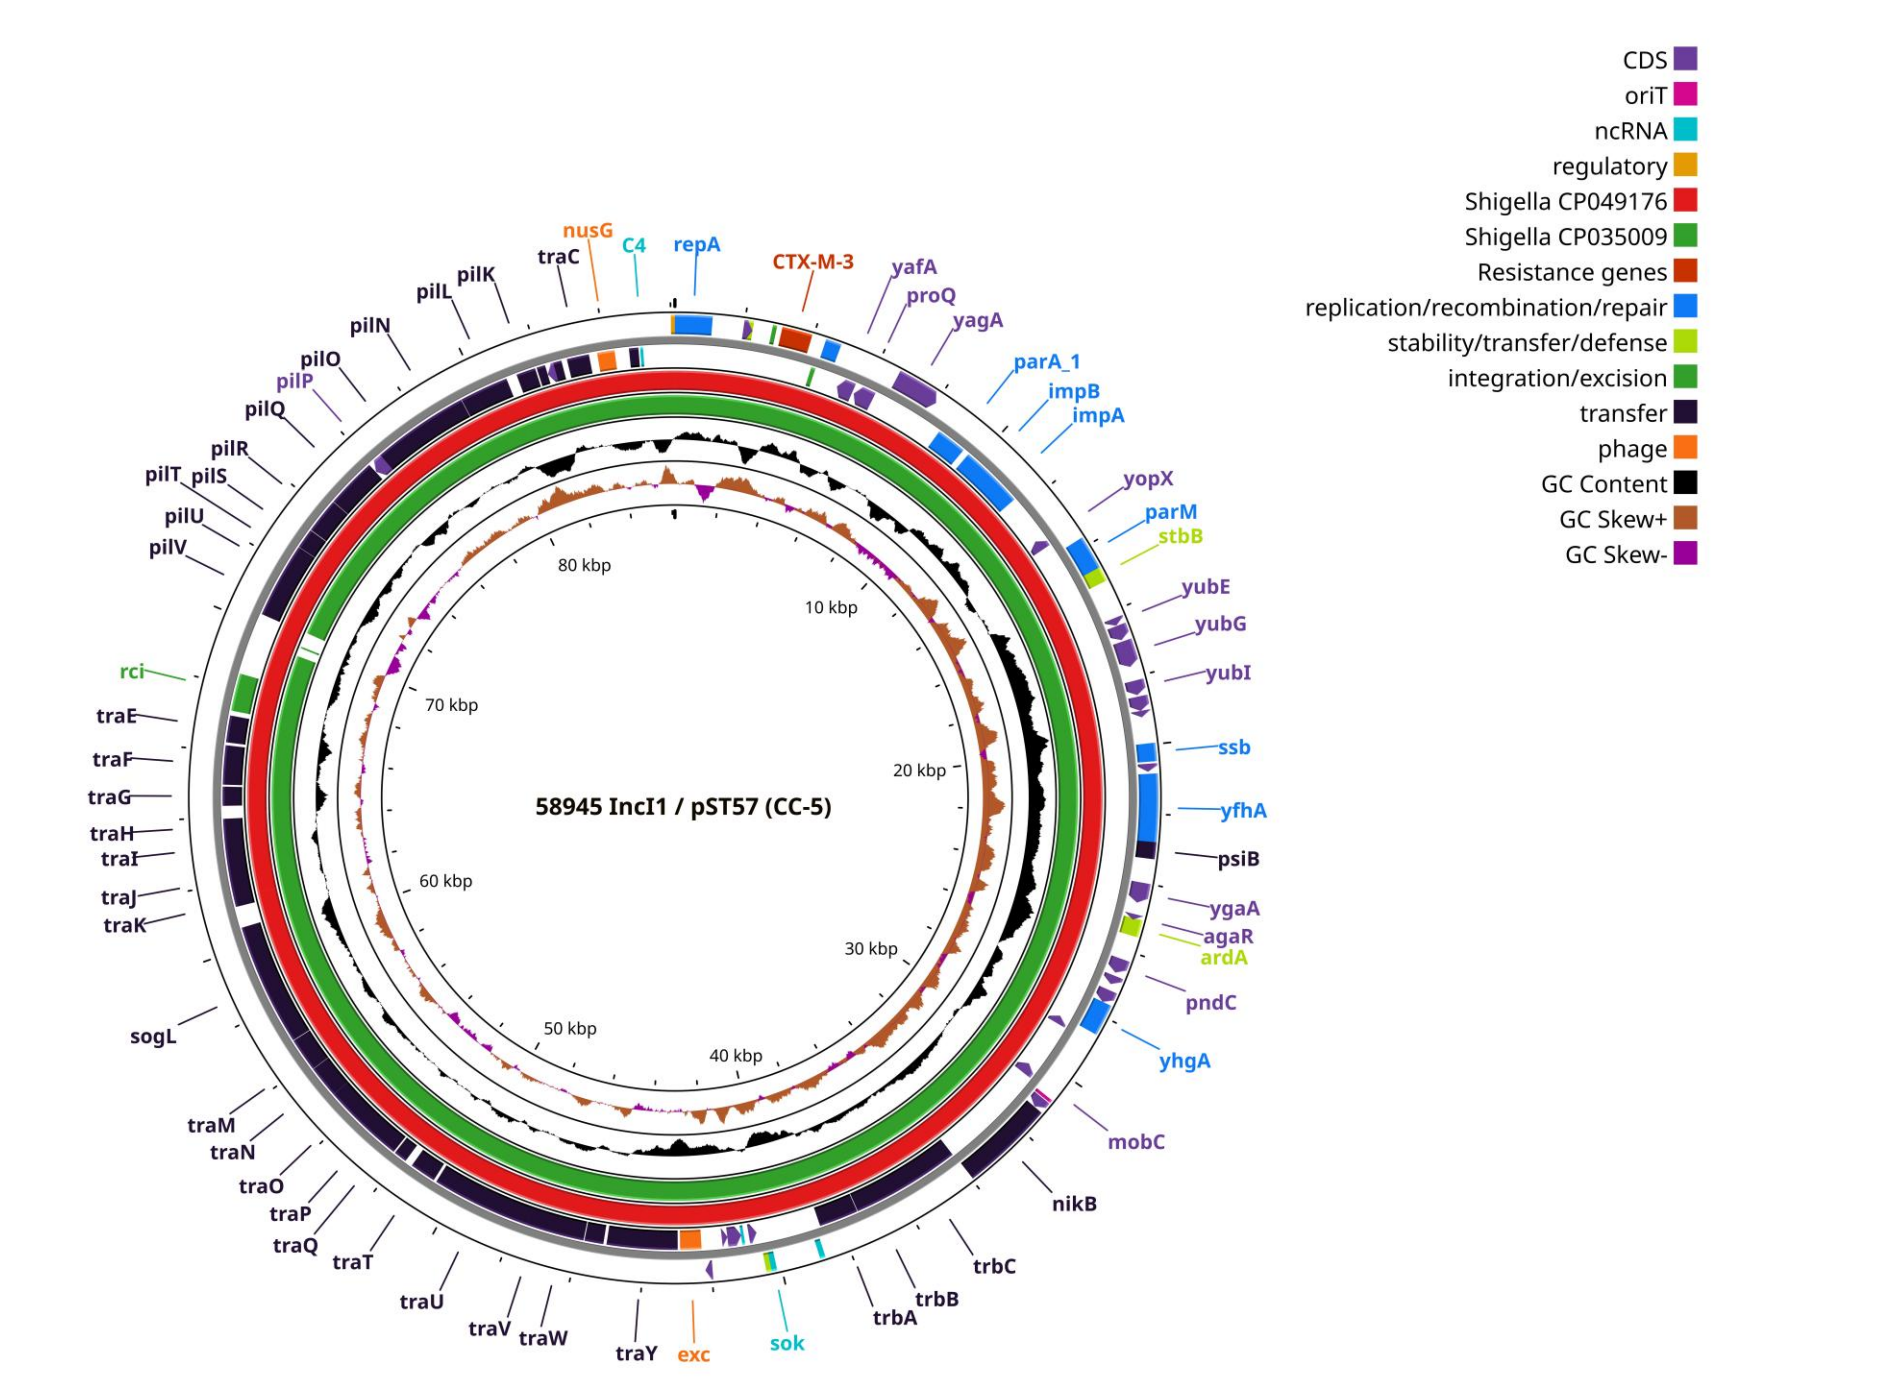 CDS
oriT
ncRNA
regulatory
Shigella CP049176
Shigella CP035009
Resistance genes
replication/recombination/repair
stability/transfer/defense
integration/excision
transfer
phage
GC Content
GC Skew+
GC Skew-
nusG
C4
repA
CTX-M-3
yafA
proQ
yagA
parA_1
impB
impA
yopX
parM
stbB
yubE
yubG
yubI
ssb
yfhA
psiB
ygaA
agaR
ardA
pndC
yhgA
mobC
nikB
trbC
trbB
trbA
sok
exc
traY
traW
traV
traU
traT
traQ
traP
traO
traN
traM
sogL
traK
traJ
traI
traH
traG
traF
traE
rci
pilV
pilU
pilT
pilS
pilR
pilQ
pilP
pilO
pilN
pilL
pilK
traC
80 kbp
10 kbp
70 kbp
20 kbp
58945 IncI1 / pST57 (CC-5)
60 kbp
30 kbp
50 kbp
40 kbp